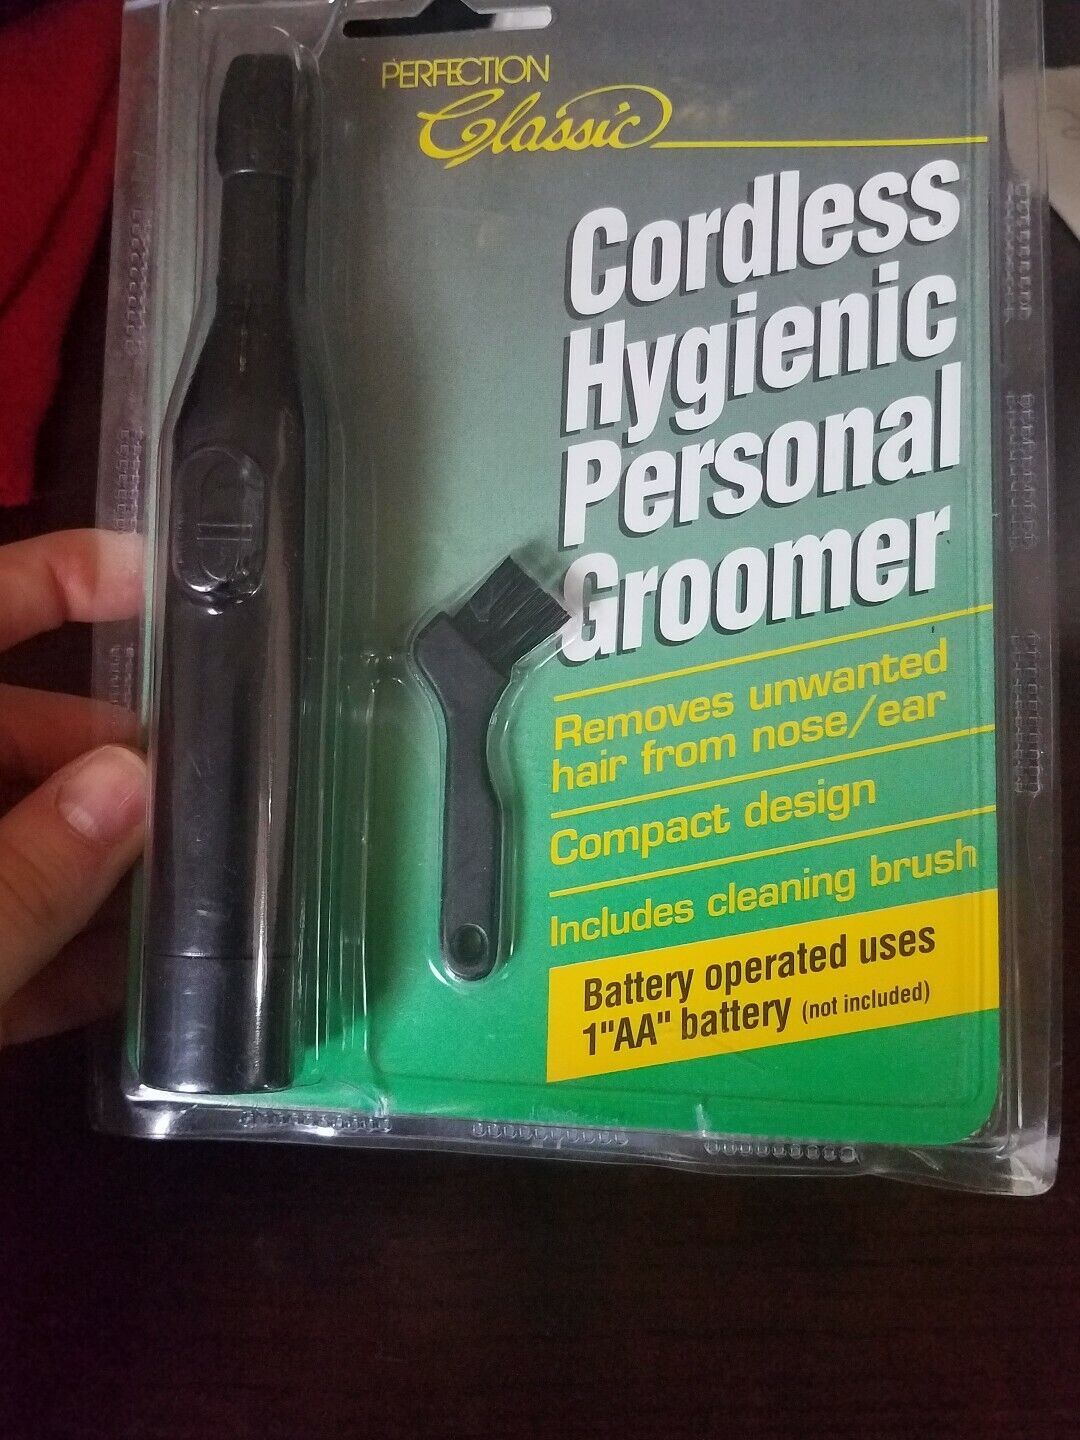 PERFECTION
Classic
Cordless
Hygienic
Personal
Groomer
Removes unwanted
hair from nose/ear
Compact design
Includes cleaning brush
Battery operated uses
1"AA" battery (not included)